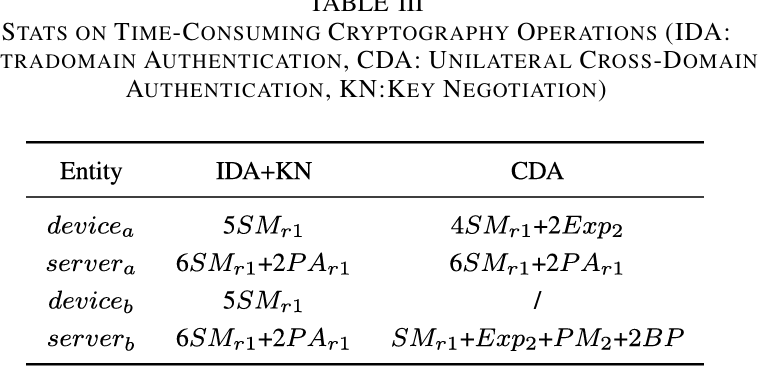 TABLE III
STATS ON TIME-CONSUMING CRYPTOGRAPHY OPERATIONS (IDA:
TRADOMAIN AUTHENTICATION, CDA: UNILATERAL CROSS-DOMAIN
AUTHENTICATION, KN:KEY NEGOTIATION)
Entity IDA+KN CDA
device_a 5SM_{r1} 4SM_{r1}+2Exp_2
server_a 6SM_{r1}+2PA_{r1} 6SM_{r1}+2PA_{r1}
device_b 5SM_{r1} /
server_b 6SM_{r1}+2PA_{r1} SM_{r1}+Exp_2+PM_2+2BP